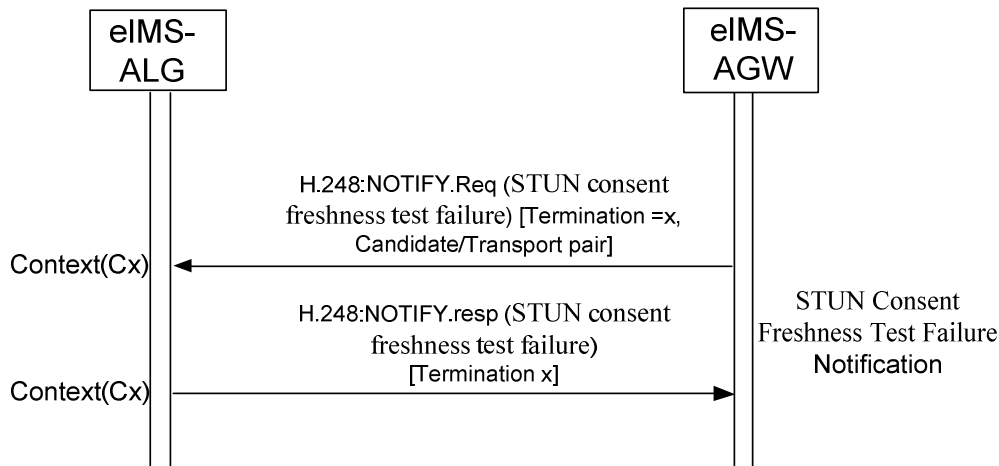 eIMS-
ALG
eIMS-
AGW
H.248:NOTIFY.Req (STUN consent
freshness test failure) [Termination =x,
Candidate/Transport pair]
Context(Cx)
H.248:NOTIFY.resp (STUN consent
freshness test failure)
[Termination x]
Context(Cx)
STUN Consent
Freshness Test Failure
Notification